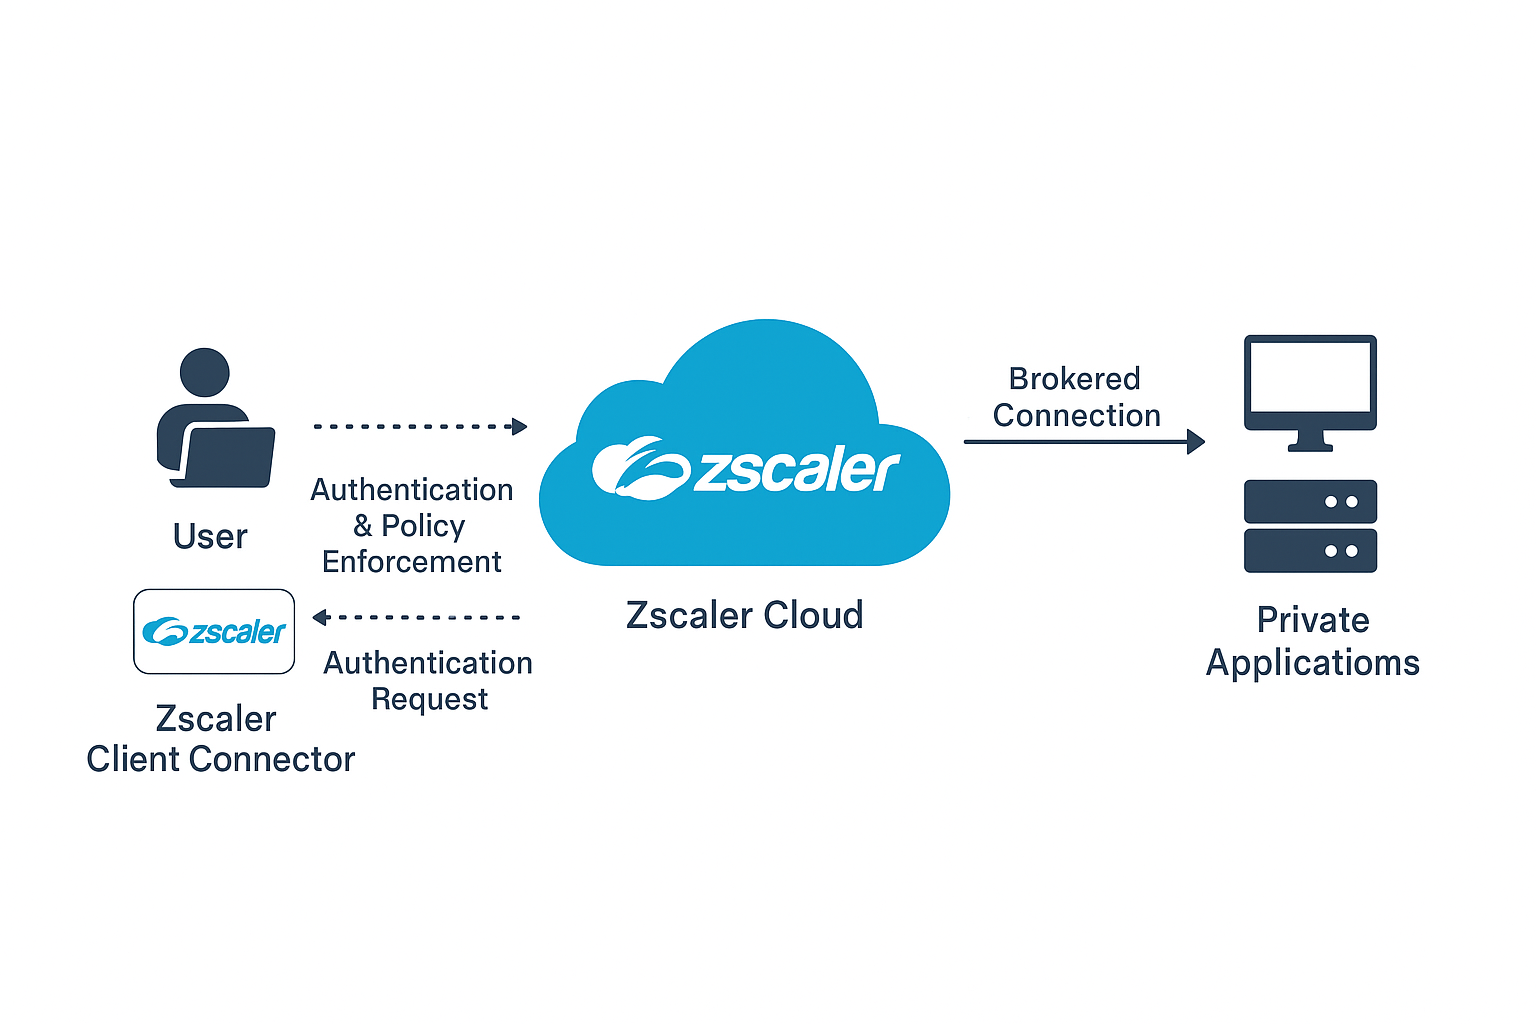 User
zscaler
Zscaler
Client Connector
Authentication
& Policy
Enforcement
Authentication
Request
zscaler
Zscaler Cloud
Brokered
Connection
Private
Applicatioms